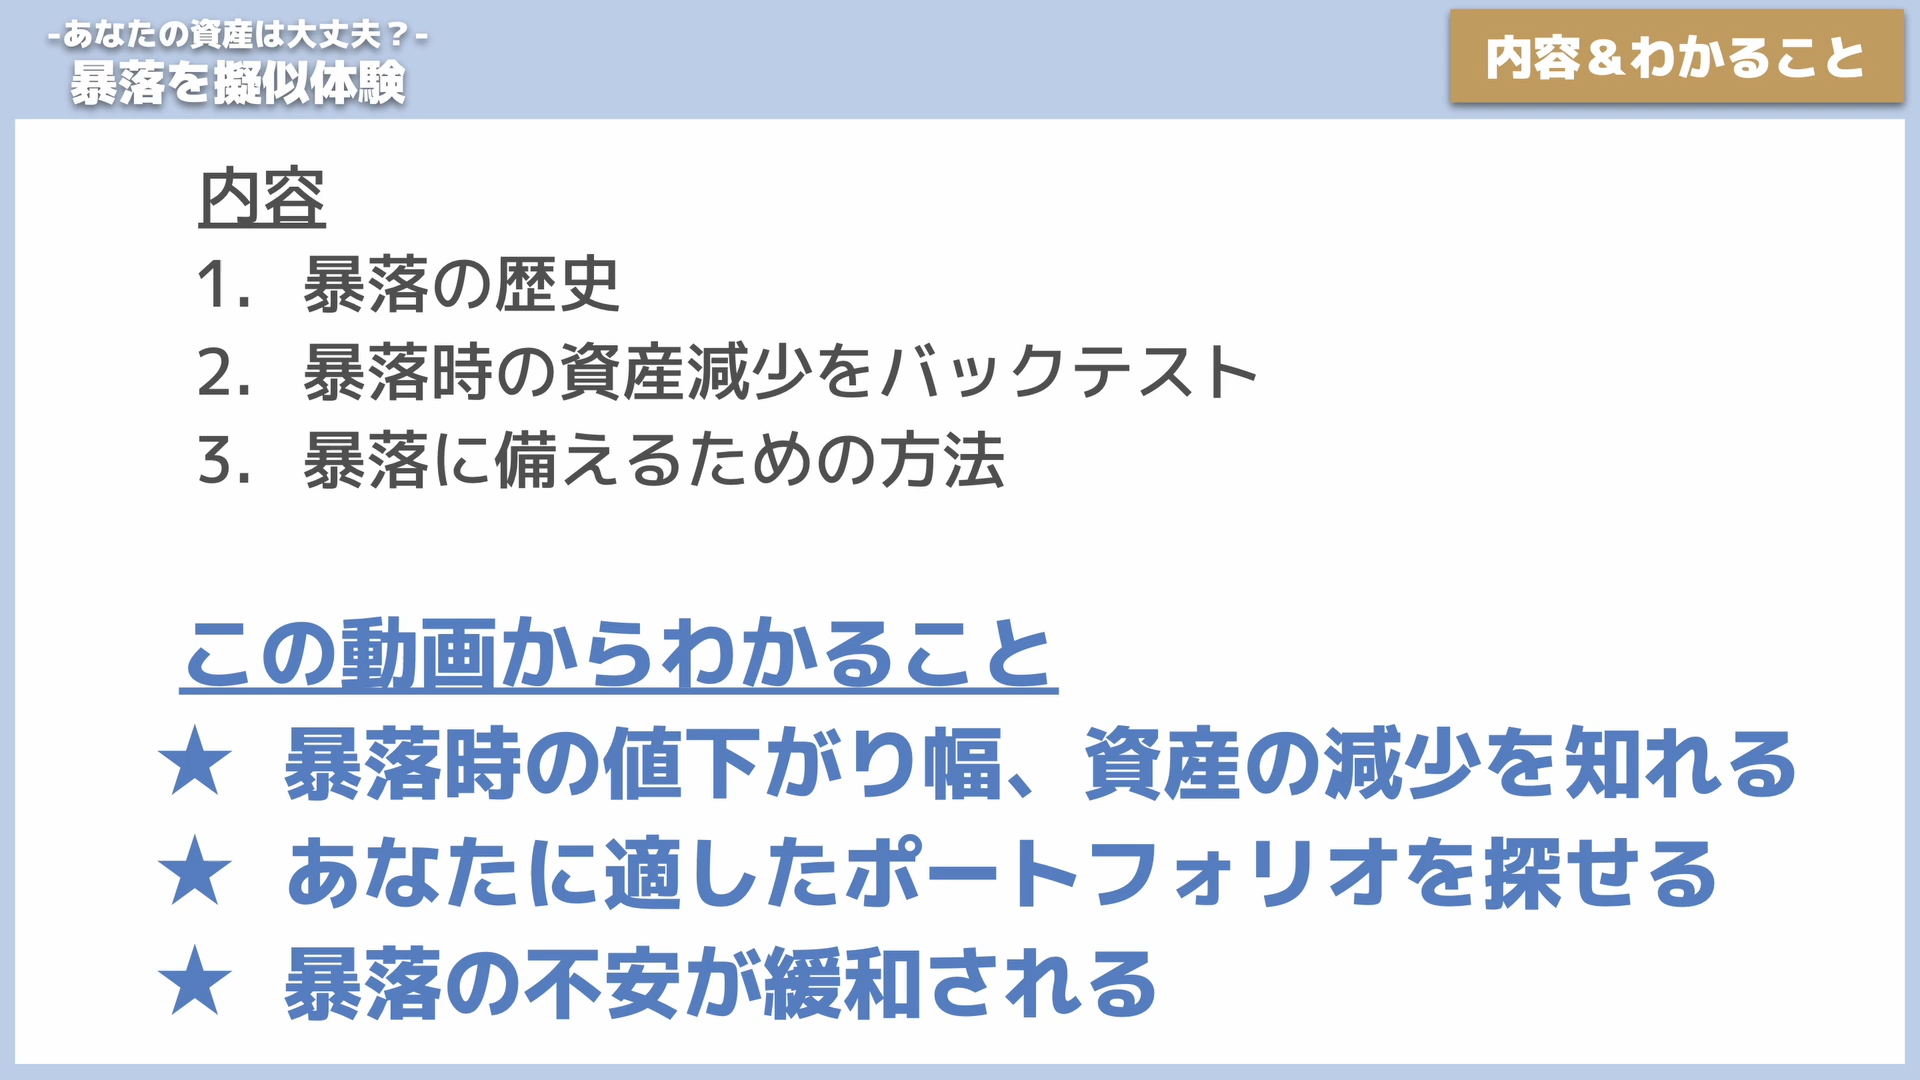 -あなたの資産は大丈夫？-
暴落を擬似体験
内容＆わかること
内容
1. 暴落の歴史
2. 暴落時の資産減少をバックテスト
3. 暴落に備えるための方法
この動画からわかること
★ 暴落時の値下がり幅、資産の減少を知れる
★ あなたに適したポートフォリオを探せる
★ 暴落の不安が緩和される